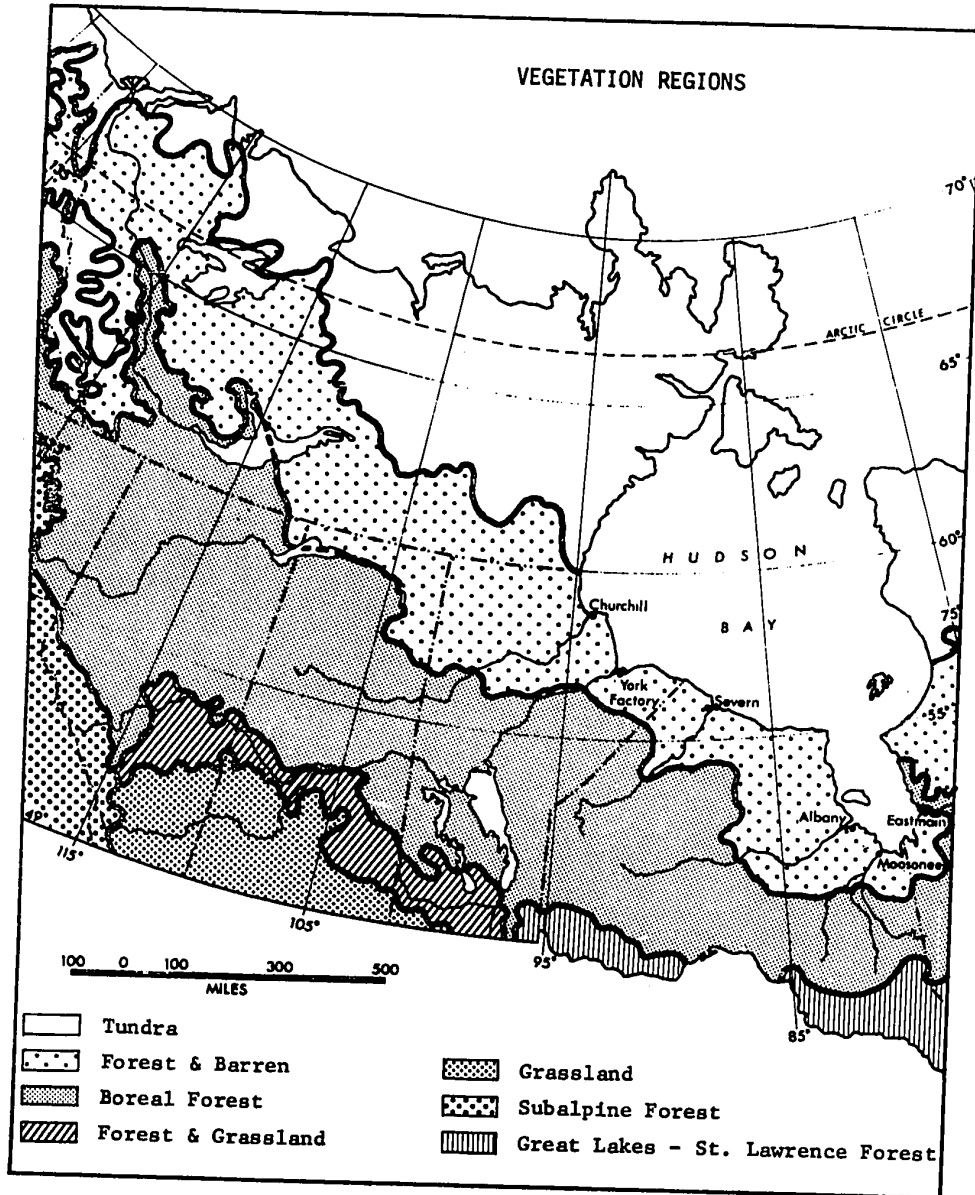 VEGETATION REGIONS
70°
ARCTIC CIRCLE
65°
HUDSON
60°
Churchill
75°
BAY
York
Factory
Severn
55°
Albany
Eastmain
Moosonee
115°
105°
95°
85°
100 0 100 300 500
MILES
Tundra
Forest & Barren
Boreal Forest
Forest & Grassland
Grassland
Subalpine Forest
Great Lakes - St. Lawrence Forest